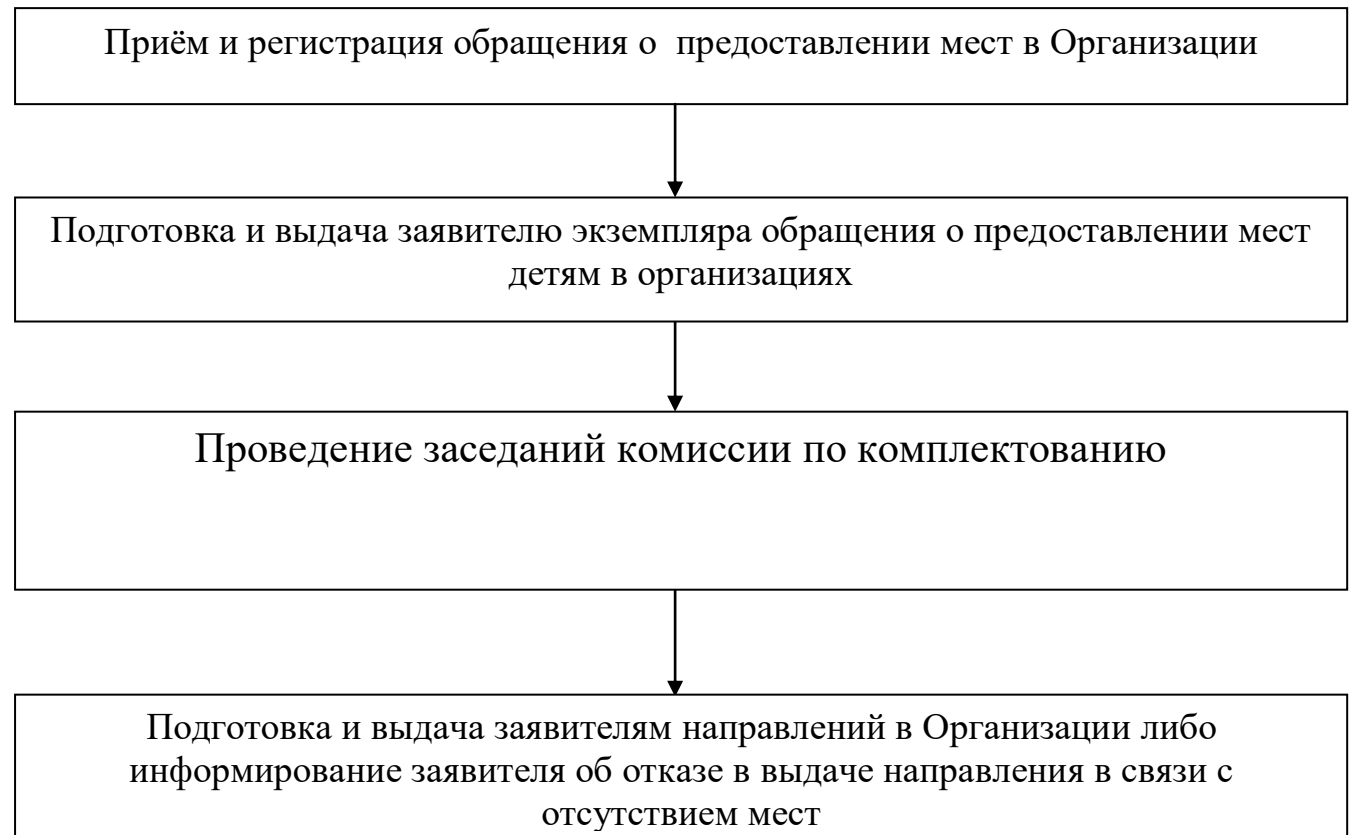 Приём и регистрация обращения о  предоставлении мест в Организации
Подготовка и выдача заявителю экземпляра обращения о предоставлении мест
детям в организациях
Проведение заседаний комиссии по комплектованию
Подготовка и выдача заявителям направлений в Организации либо
информирование заявителя об отказе в выдаче направления в связи с
отсутствием мест